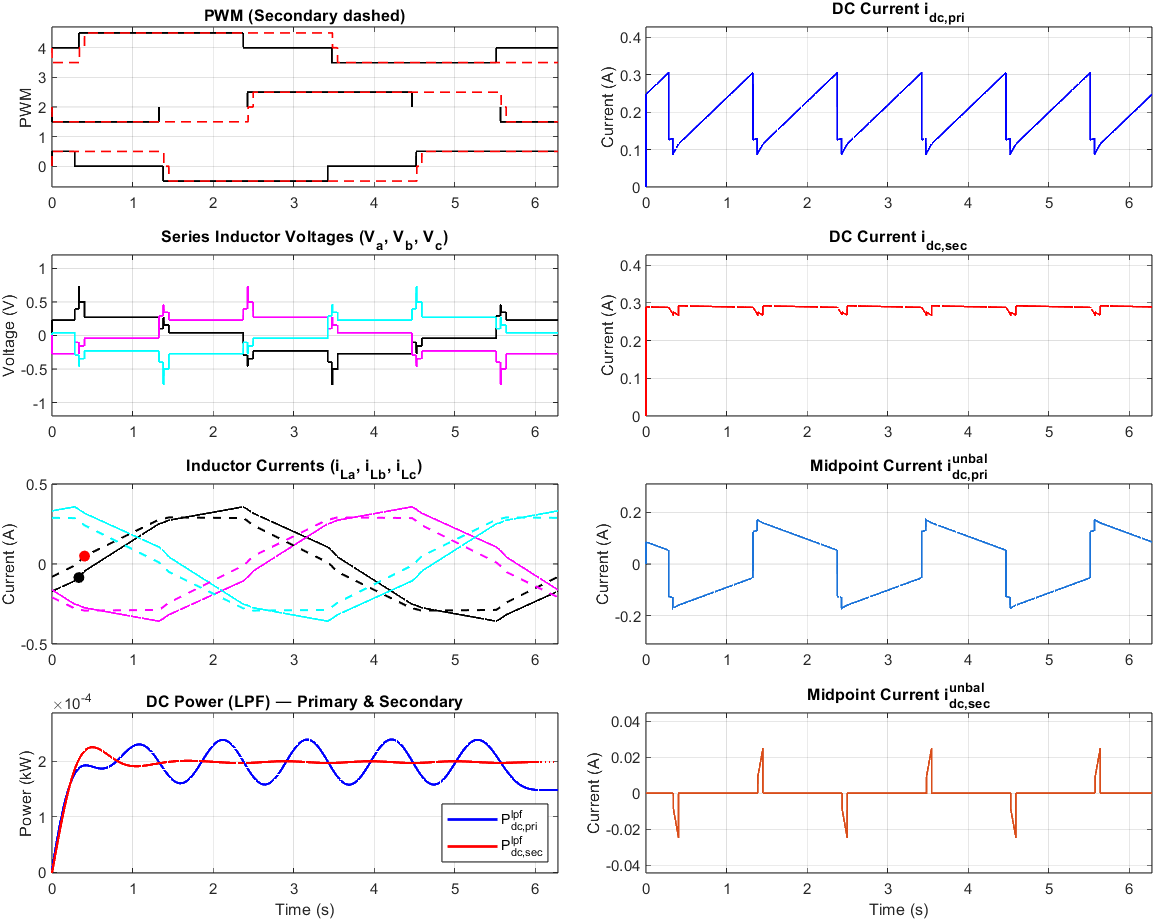 PWM (Secondary dashed)
PWM
4
3
2
1
0
0 1 2 3 4 5 6
DC Current i_dc,pri
Current (A)
0.4
0.3
0.2
0.1
0
0 1 2 3 4 5 6
Series Inductor Voltages (V_a, V_b, V_c)
Voltage (V)
1
0.5
0
-0.5
-1
0 1 2 3 4 5 6
DC Current i_dc,sec
Current (A)
0.4
0.3
0.2
0.1
0
0 1 2 3 4 5 6
Inductor Currents (i_La, i_Lb, i_Lc)
Current (A)
0.5
0
-0.5
0 1 2 3 4 5 6
Midpoint Current i_dc,pri^unbal
Current (A)
0.2
0
-0.2
0 1 2 3 4 5 6
DC Power (LPF) — Primary & Secondary
×10^-4
Power (kW)
2
1
0
P_dc,pri^lpf
P_dc,sec^lpf
0 1 2 3 4 5 6
Time (s)
Midpoint Current i_dc,sec^unbal
Current (A)
0.04
0.02
0
-0.02
-0.04
0 1 2 3 4 5 6
Time (s)